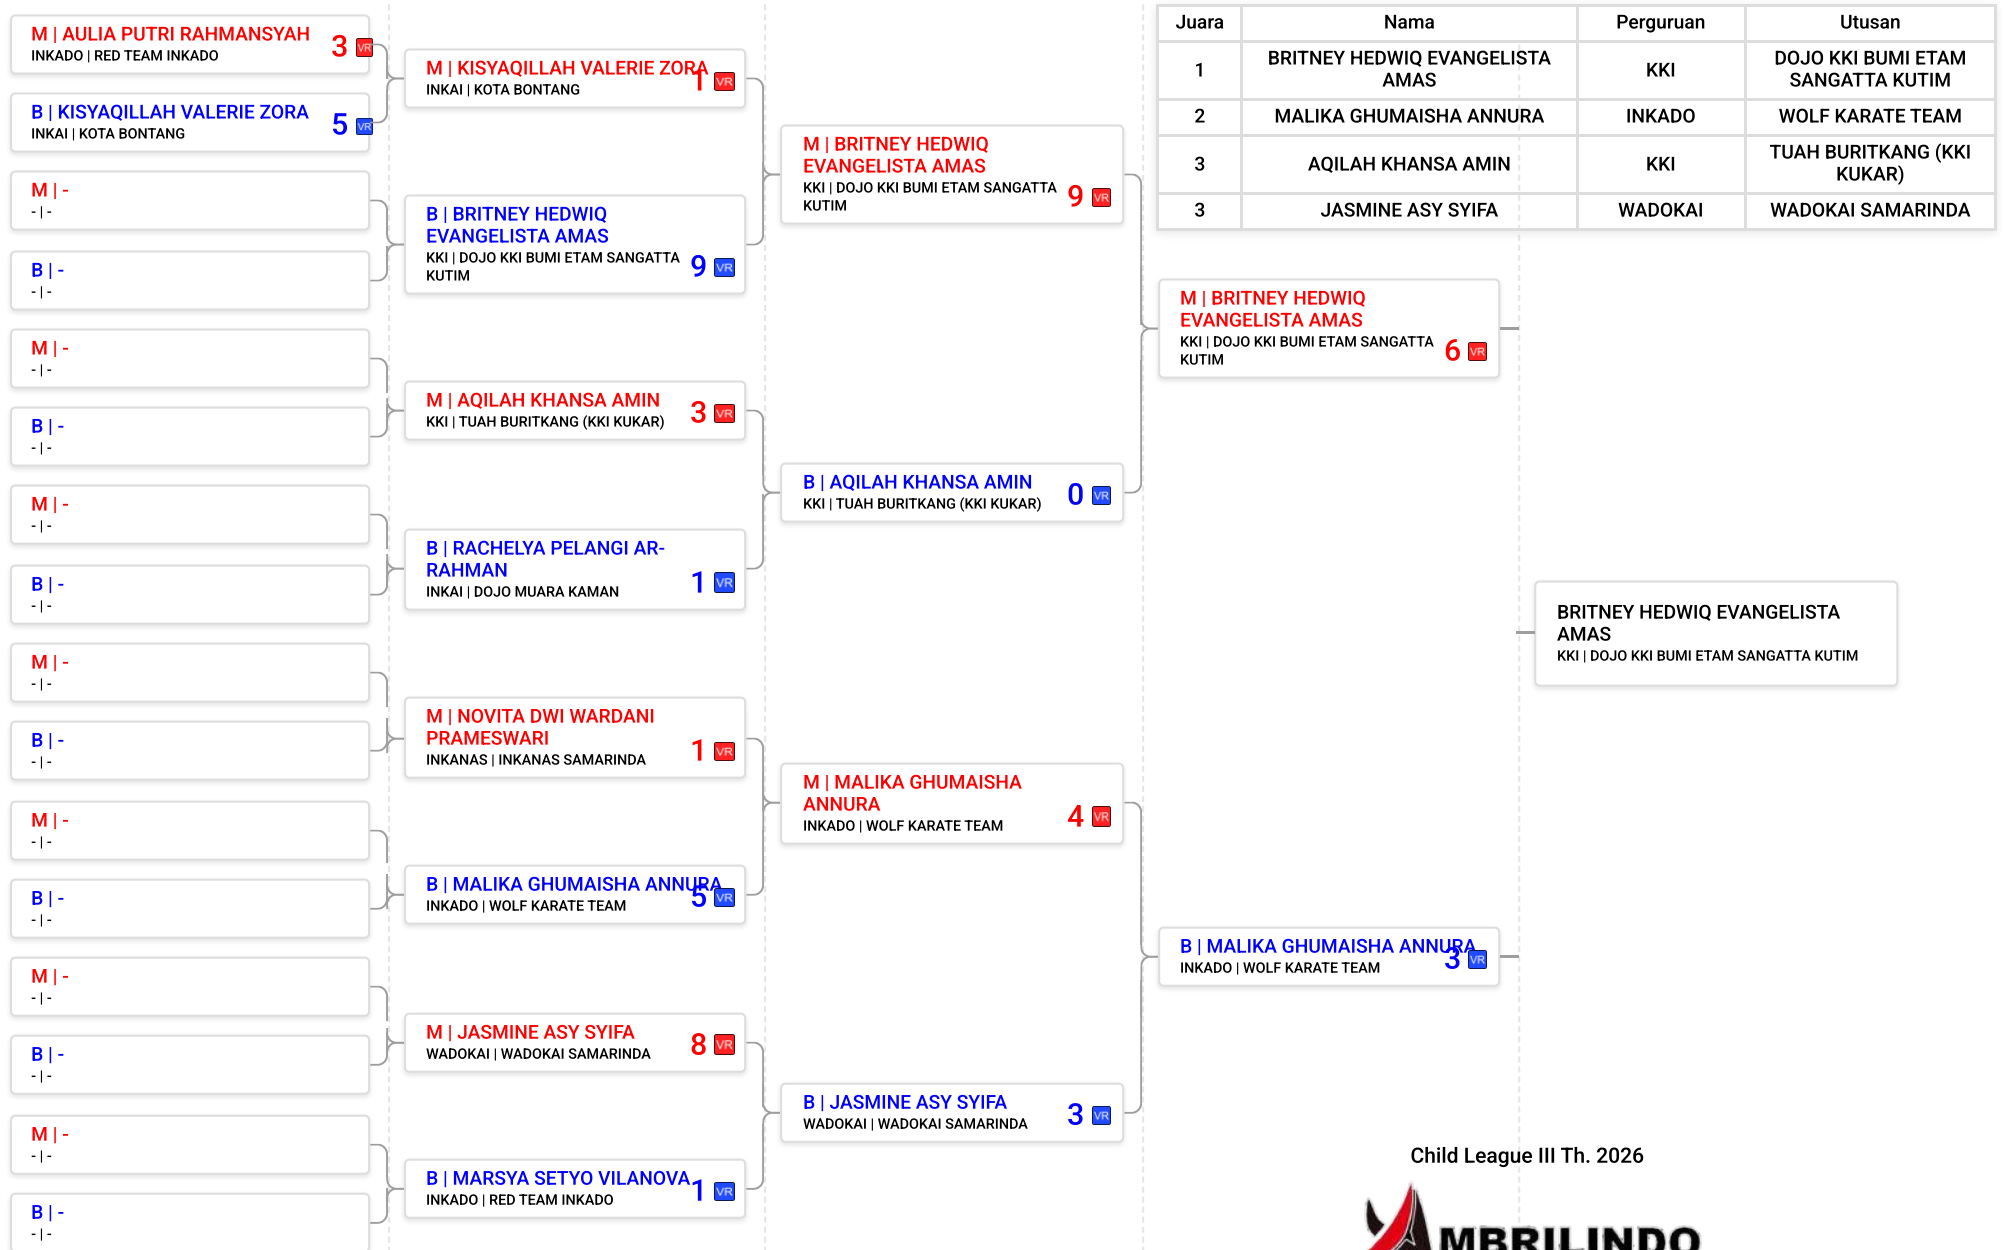 M | AULIA PUTRI RAHMANSYAH
INKADO | RED TEAM INKADO
3 VR
B | KISYAQILLAH VALERIE ZORA
INKAI | KOTA BONTANG
5 VR
M | -
- | -
B | -
- | -
M | -
- | -
B | -
- | -
M | -
- | -
B | -
- | -
M | -
- | -
B | -
- | -
M | -
- | -
B | -
- | -
M | -
- | -
B | -
- | -
M | -
- | -
B | -
- | -
M | KISYAQILLAH VALERIE ZORA
INKAI | KOTA BONTANG
1 VR
B | BRITNEY HEDWIQ
EVANGELISTA AMAS
KKI | DOJO KKI BUMI ETAM SANGATTA
KUTIM
9 VR
M | AQILAH KHANSA AMIN
KKI | TUAH BURITKANG (KKI KUKAR)
3 VR
B | RACHELYA PELANGI AR-
RAHMAN
INKAI | DOJO MUARA KAMAN
1 VR
M | NOVITA DWI WARDANI
PRAMESWARI
INKANAS | INKANAS SAMARINDA
1 VR
B | MALIKA GHUMAISHA ANNURA
INKADO | WOLF KARATE TEAM
5 VR
M | JASMINE ASY SYIFA
WADOKAI | WADOKAI SAMARINDA
8 VR
B | MARSYA SETYO VILANOVA
INKADO | RED TEAM INKADO
1 VR
M | BRITNEY HEDWIQ
EVANGELISTA AMAS
KKI | DOJO KKI BUMI ETAM SANGATTA
KUTIM
9 VR
B | AQILAH KHANSA AMIN
KKI | TUAH BURITKANG (KKI KUKAR)
0 VR
M | MALIKA GHUMAISHA
ANNURA
INKADO | WOLF KARATE TEAM
4 VR
B | JASMINE ASY SYIFA
WADOKAI | WADOKAI SAMARINDA
3 VR
Juara Nama Perguruan Utusan
1 BRITNEY HEDWIQ EVANGELISTA AMAS KKI DOJO KKI BUMI ETAM SANGATTA KUTIM
2 MALIKA GHUMAISHA ANNURA INKADO WOLF KARATE TEAM
3 AQILAH KHANSA AMIN KKI TUAH BURITKANG (KKI KUKAR)
3 JASMINE ASY SYIFA WADOKAI WADOKAI SAMARINDA
M | BRITNEY HEDWIQ
EVANGELISTA AMAS
KKI | DOJO KKI BUMI ETAM SANGATTA
KUTIM
6 VR
B | MALIKA GHUMAISHA ANNURA
INKADO | WOLF KARATE TEAM
3 VR
BRITNEY HEDWIQ EVANGELISTA
AMAS
KKI | DOJO KKI BUMI ETAM SANGATTA KUTIM
Child League III Th. 2026
MBRILINDO